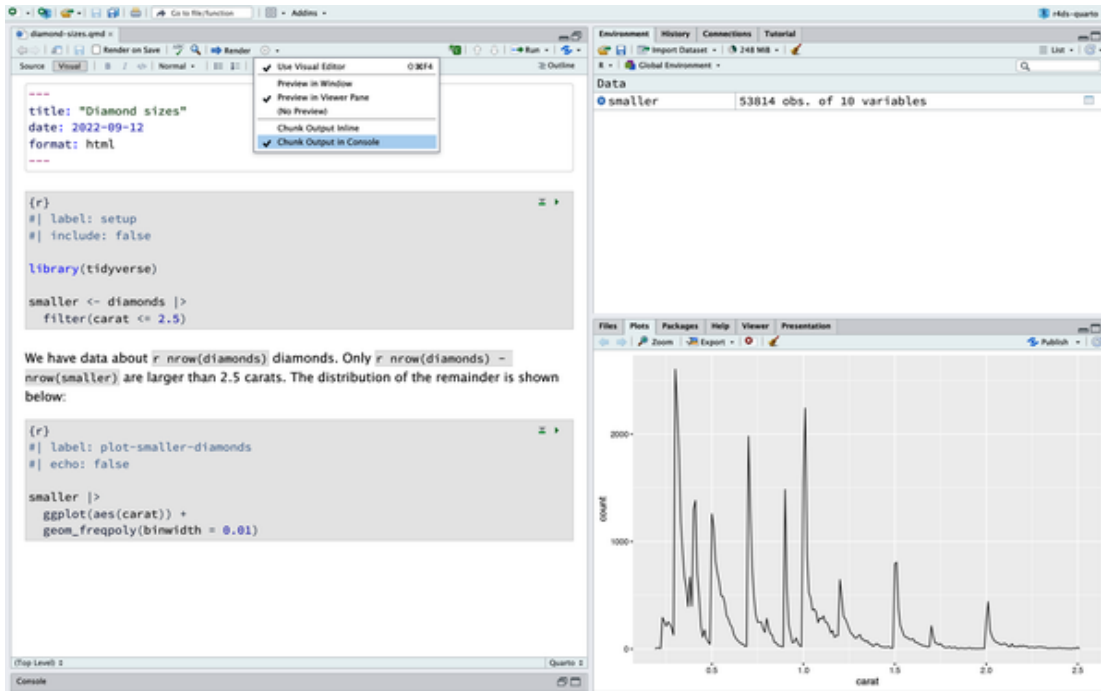 Go to file/function
Addins
r4ds-quarto
diamond-sizes.qmd
Render on Save
Render
Run
Source Visual B I Normal Outline
Use Visual Editor ⇧⌘F4
Preview in Window
Preview in Viewer Pane
(No Preview)
Chunk Output Inline
Chunk Output in Console
---
title: "Diamond sizes"
date: 2022-09-12
format: html
---
{r}
#| label: setup
#| include: false
library(tidyverse)
smaller <- diamonds |>
filter(carat <= 2.5)
We have data about r nrow(diamonds) diamonds. Only r nrow(diamonds) -
nrow(smaller) are larger than 2.5 carats. The distribution of the remainder is shown
below:
{r}
#| label: plot-smaller-diamonds
#| echo: false
smaller |>
ggplot(aes(carat)) +
geom_freqpoly(binwidth = 0.01)
(Top Level) Quarto
Console
Environment History Connections Tutorial
Import Dataset 248 MiB List
R Global Environment
Data
smaller 53814 obs. of 10 variables
Files Plots Packages Help Viewer Presentation
Zoom Export Publish
2000
1000
0
count
0.5 1.0 1.5 2.0 2.5
carat